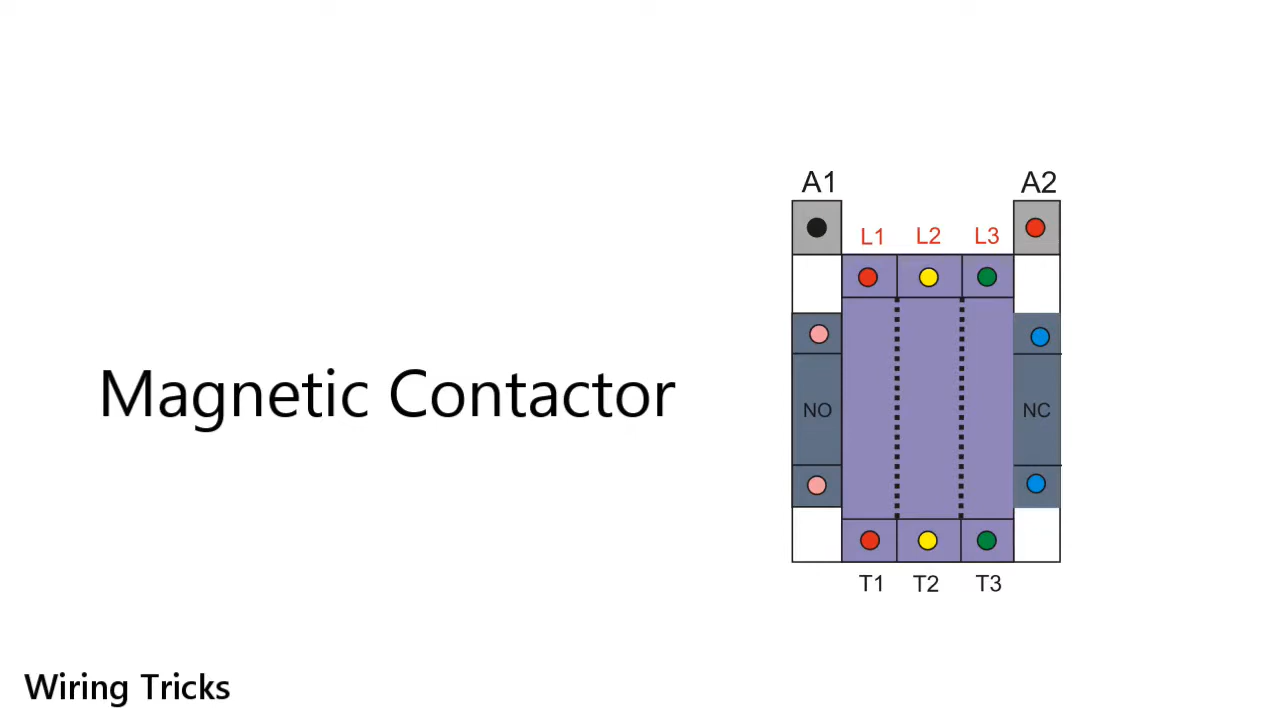 A1
A2
L1
L2
L3
NO
NC
Magnetic Contactor
T1
T2
T3
Wiring Tricks